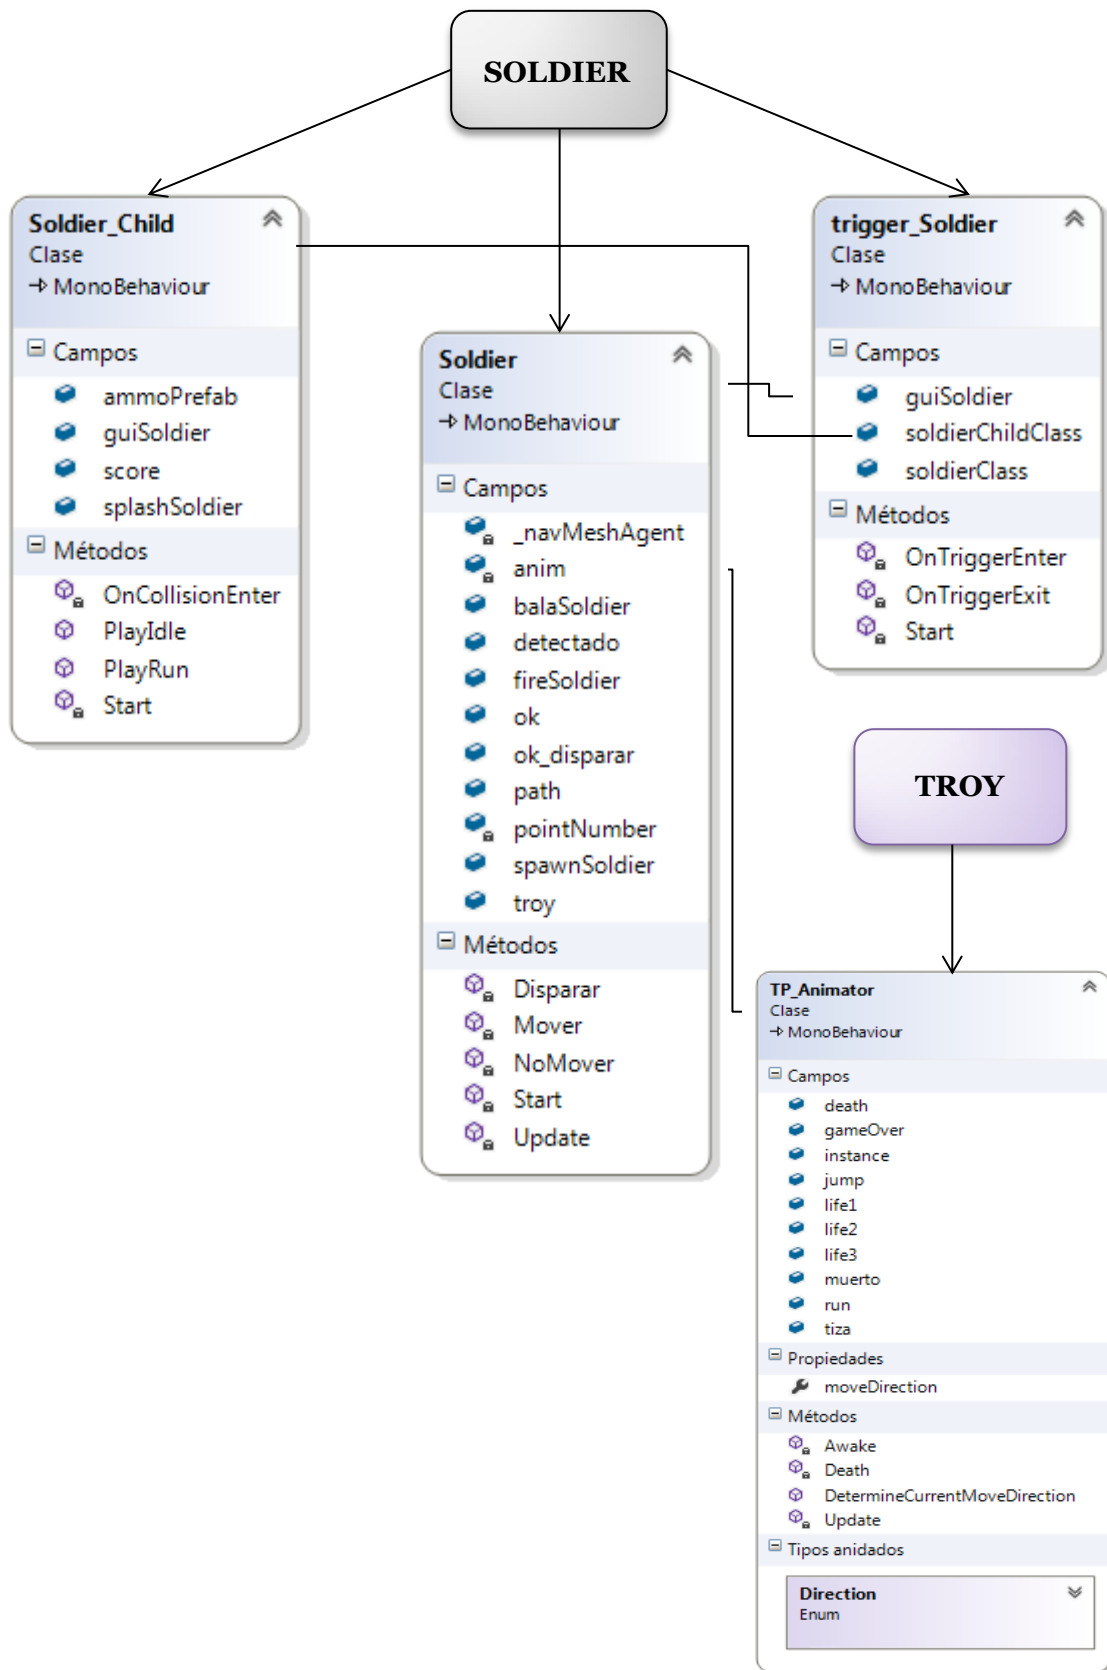 SOLDIER
Soldier_Child
Clase
MonoBehaviour
Campos
ammoPrefab
guiSoldier
score
splashSoldier
Métodos
OnCollisionEnter
PlayIdle
PlayRun
Start
Soldier
Clase
MonoBehaviour
Campos
_navMeshAgent
anim
balaSoldier
detectado
fireSoldier
ok
ok_disparar
path
pointNumber
spawnSoldier
troy
Métodos
Disparar
Mover
NoMover
Start
Update
trigger_Soldier
Clase
MonoBehaviour
Campos
guiSoldier
soldierChildClass
soldierClass
Métodos
OnTriggerEnter
OnTriggerExit
Start
TROY
TP_Animator
Clase
MonoBehaviour
Campos
death
gameOver
instance
jump
life1
life2
life3
muerto
run
tiza
Propiedades
moveDirection
Métodos
Awake
Death
DetermineCurrentMoveDirection
Update
Tipos anidados
Direction
Enum